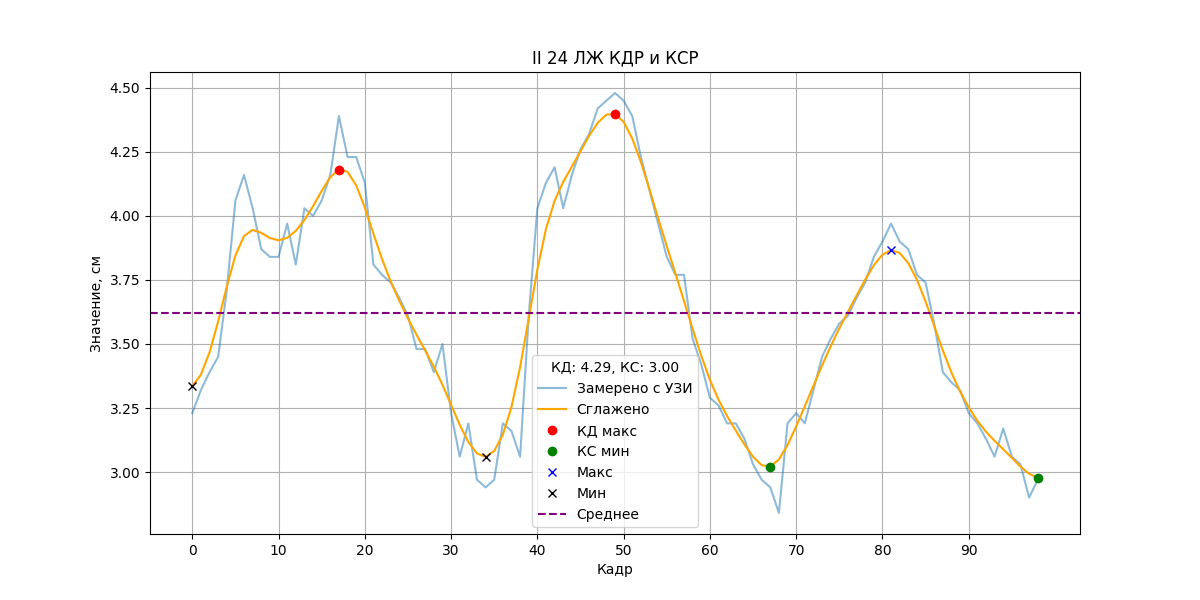 II 24 ЛЖ КДР и КСР
Значение, см
4.50
4.25
4.00
3.75
3.50
3.25
3.00
КД: 4.29, КС: 3.00
Замерено с УЗИ
Сглажено
КД макс
КС мин
Макс
Мин
Среднее
0 10 20 30 40 50 60 70 80 90
Кадр